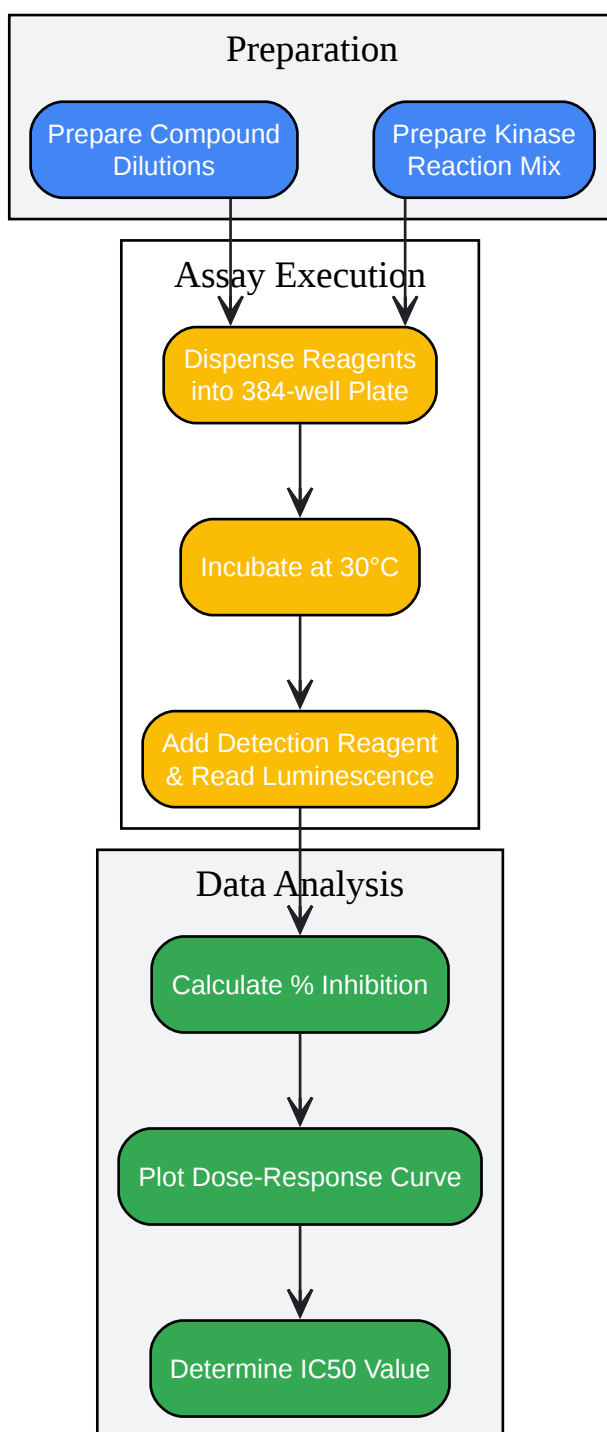 Preparation
Prepare Compound
Dilutions
Prepare Kinase
Reaction Mix
Assay Execution
Dispense Reagents
into 384-well Plate
Incubate at 30°C
Add Detection Reagent
& Read Luminescence
Data Analysis
Calculate % Inhibition
Plot Dose-Response Curve
Determine IC50 Value